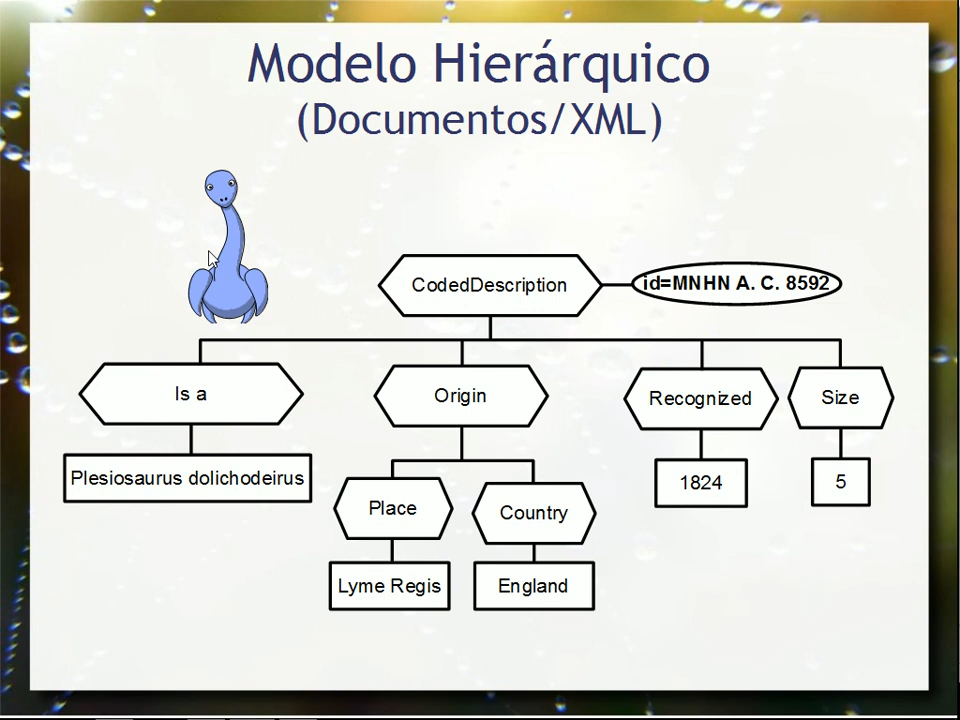 Modelo Hierárquico
(Documentos/XML)
CodedDescription
id=MNHN A. C. 8592
Is a
Origin
Recognized
Size
Plesiosaurus dolichodeirus
1824
5
Place
Country
Lyme Regis
England